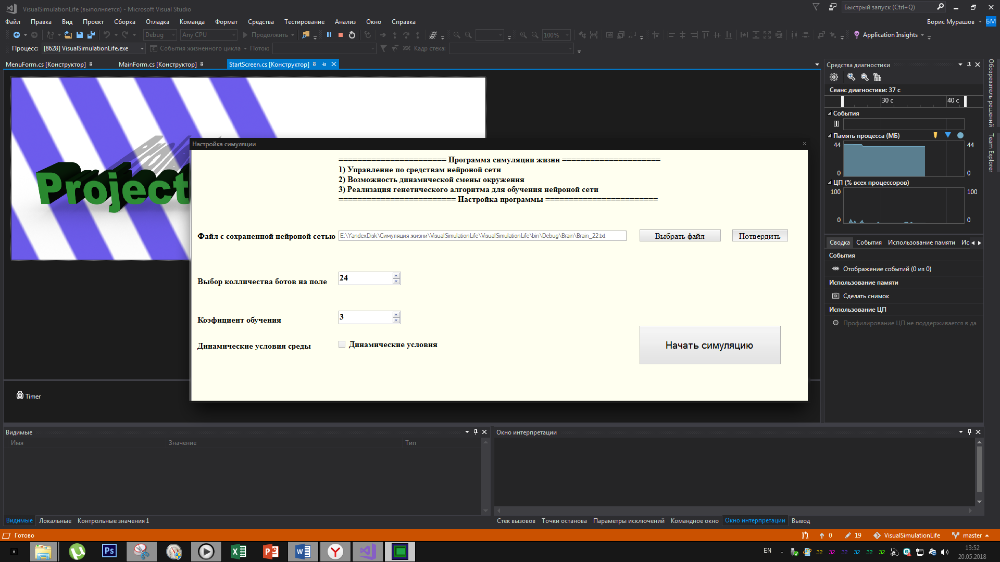 VisualSimulationLife (выполняется) - Microsoft Visual Studio
Быстрый запуск (Ctrl+Q)
Файл Правка Вид Проект Сборка Отладка Команда Формат Средства Тестирование Анализ Окно Справка
Борис Мурашов БМ
Debug Any CPU Продолжить 100% Application Insights
Процесс: [8628] VisualSimulationLife.exe События жизненного цикла Поток: Кадр стека:
MenuForm.cs [Конструктор] MainForm.cs [Конструктор] StartScreen.cs [Конструктор]
Project
Timer
Настройка симуляции
======================= Программа симуляции жизни =====================
1) Управление по средствам нейроной сети
2) Возможность динамической смены окружения
3) Реализация генетического алгоритма для обучения нейроной сети
========================= Настройка программы ========================
Файл с сохраненной нейроной сетью E:\YandexDisk\Симуляция жизни\VisualSimulationLife\VisualSimulationLife\bin\Debug\Brain\Brain_22.txt Выбрать файл Потвердить
Выбор колличества ботов на поле 24
Коэфициент обучения 3
Динамические условия среды Динамические условия
Начать симуляцию
Средства диагностики
Сеанс диагностики: 37 с
30 с 40 с
События
Память процесса (МБ)
44 44
0 0
ЦП (% всех процессоров)
100 100
0 0
Сводка События Использование памяти Ис
События
Отображение событий (0 из 0)
Использование памяти
Сделать снимок
Использование ЦП
Профилирование ЦП не поддерживается в да
Обозреватель решений
Team Explorer
Видимые
Имя Значение Тип
Видимые Локальные Контрольные значения 1
Окно интерпретации
Стек вызовов Точки останова Параметры исключений Командное окно Окно интерпретации Вывод
Готово
0 19 VisualSimulationLife master
Ps
EN 32 32 32 32 32 32
13:52
20.05.2018